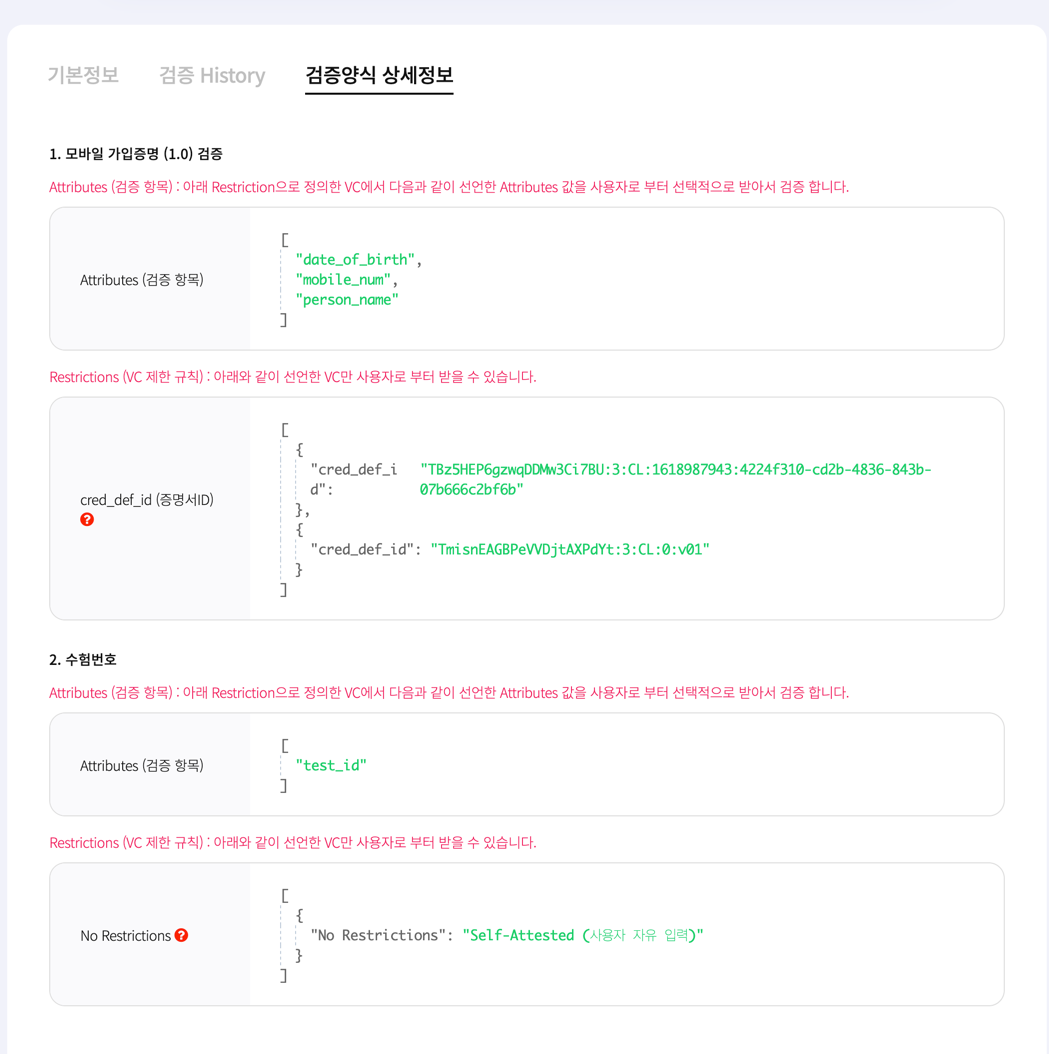 기본정보 검증 History 검증양식 상세정보
1. 모바일 가입증명 (1.0) 검증
Attributes (검증 항목) : 아래 Restriction으로 정의한 VC에서 다음과 같이 선언한 Attributes 값을 사용자로 부터 선택적으로 받아서 검증 합니다.
Attributes (검증 항목)
[
"date_of_birth",
"mobile_num",
"person_name"
]
Restrictions (VC 제한 규칙) : 아래와 같이 선언한 VC만 사용자로 부터 받을 수 있습니다.
cred_def_id (증명서ID)
?
[
{
"cred_def_i "TBz5HEP6gzwqDDMw3Ci7BU:3:CL:1618987943:4224f310-cd2b-4836-843b-
d": 07b666c2bf6b"
},
{
"cred_def_id": "TmisnEAGBPeVVDjtAXPdYt:3:CL:0:v01"
}
]
2. 수험번호
Attributes (검증 항목) : 아래 Restriction으로 정의한 VC에서 다음과 같이 선언한 Attributes 값을 사용자로 부터 선택적으로 받아서 검증 합니다.
Attributes (검증 항목)
[
"test_id"
]
Restrictions (VC 제한 규칙) : 아래와 같이 선언한 VC만 사용자로 부터 받을 수 있습니다.
No Restrictions ?
[
{
"No Restrictions": "Self-Attested (사용자 자유 입력)"
}
]